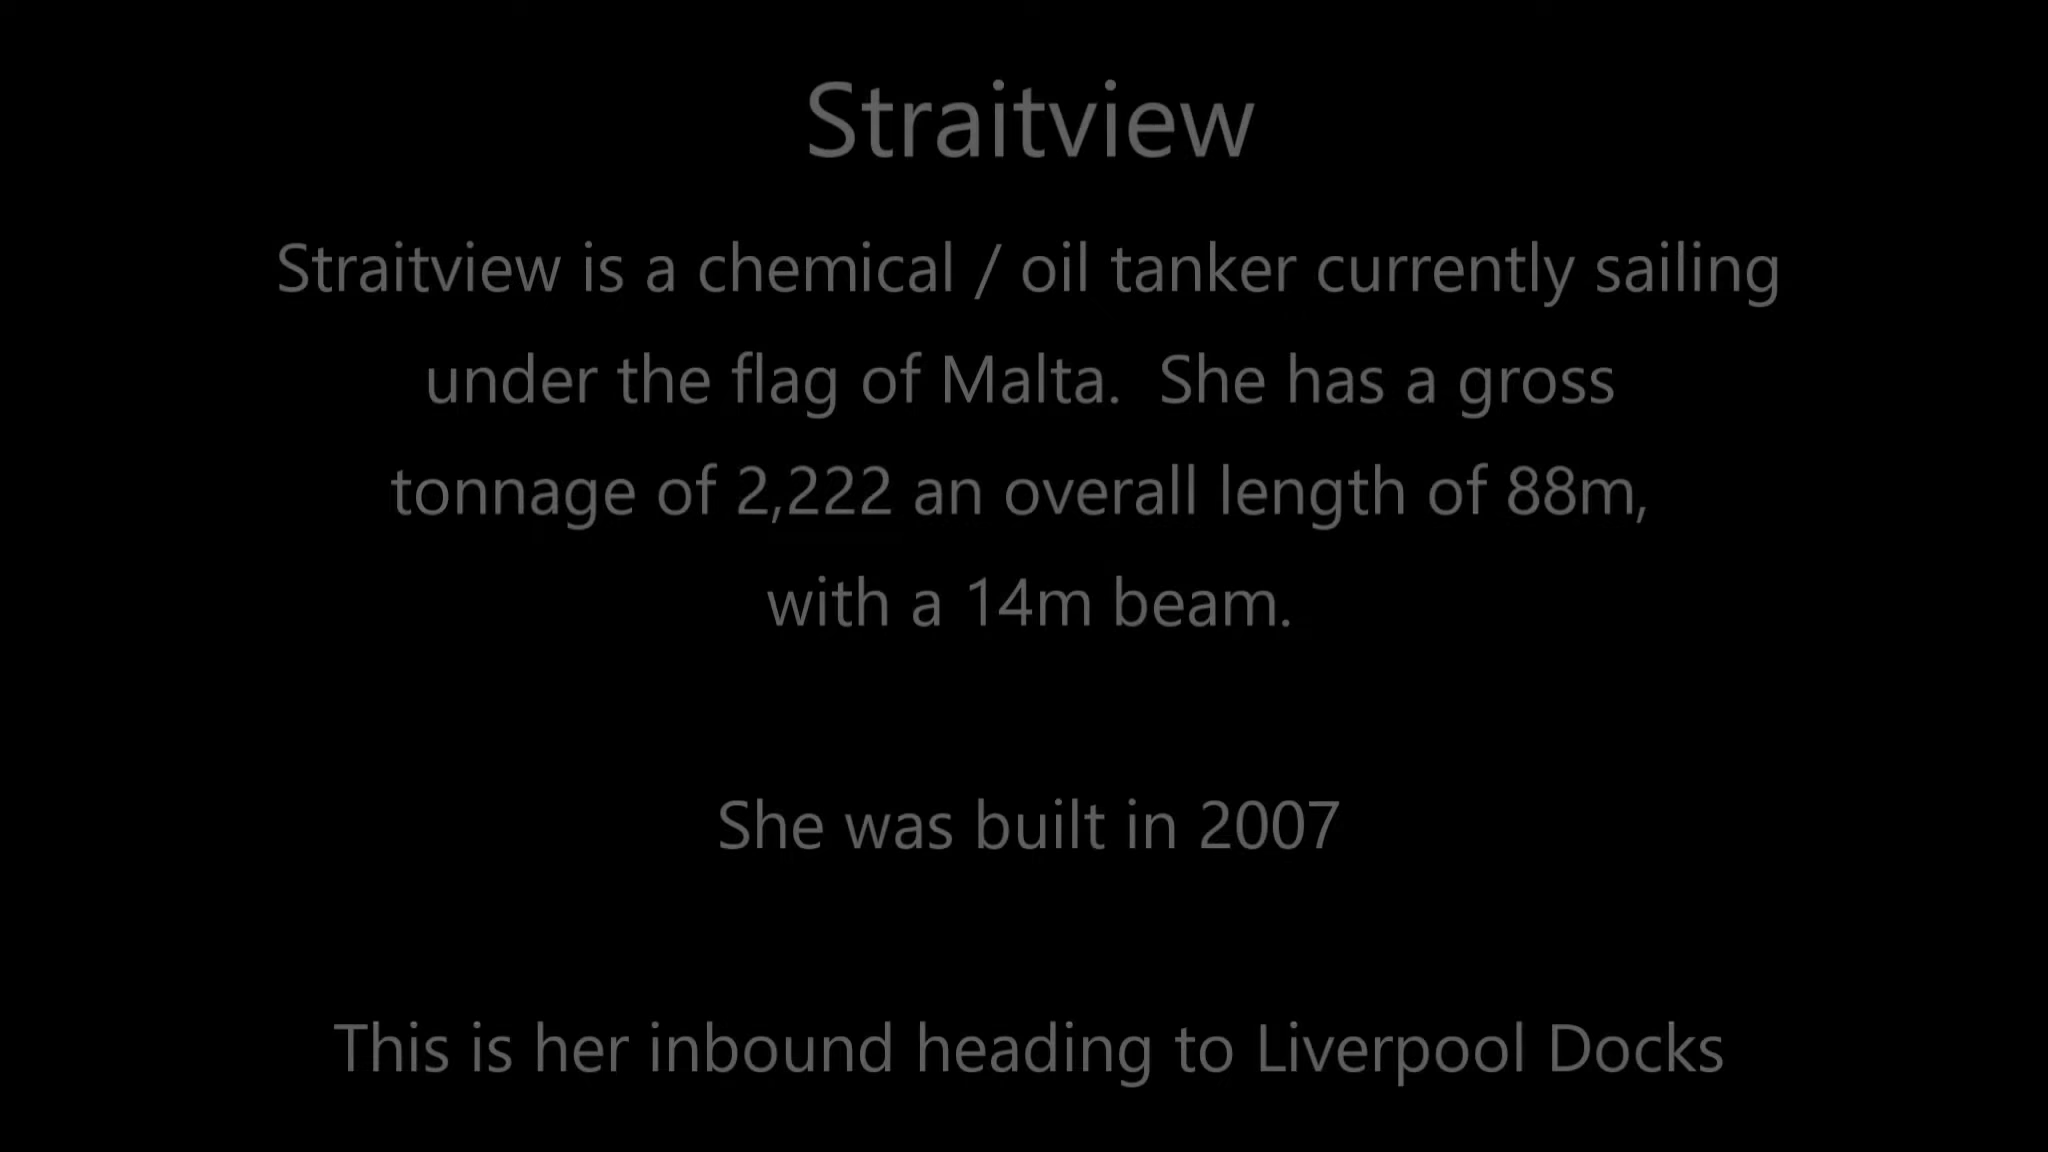 Straitview
Straitview is a chemical / oil tanker currently sailing
under the flag of Malta.  She has a gross
tonnage of 2,222 an overall length of 88m,
with a 14m beam.
She was built in 2007
This is her inbound heading to Liverpool Docks